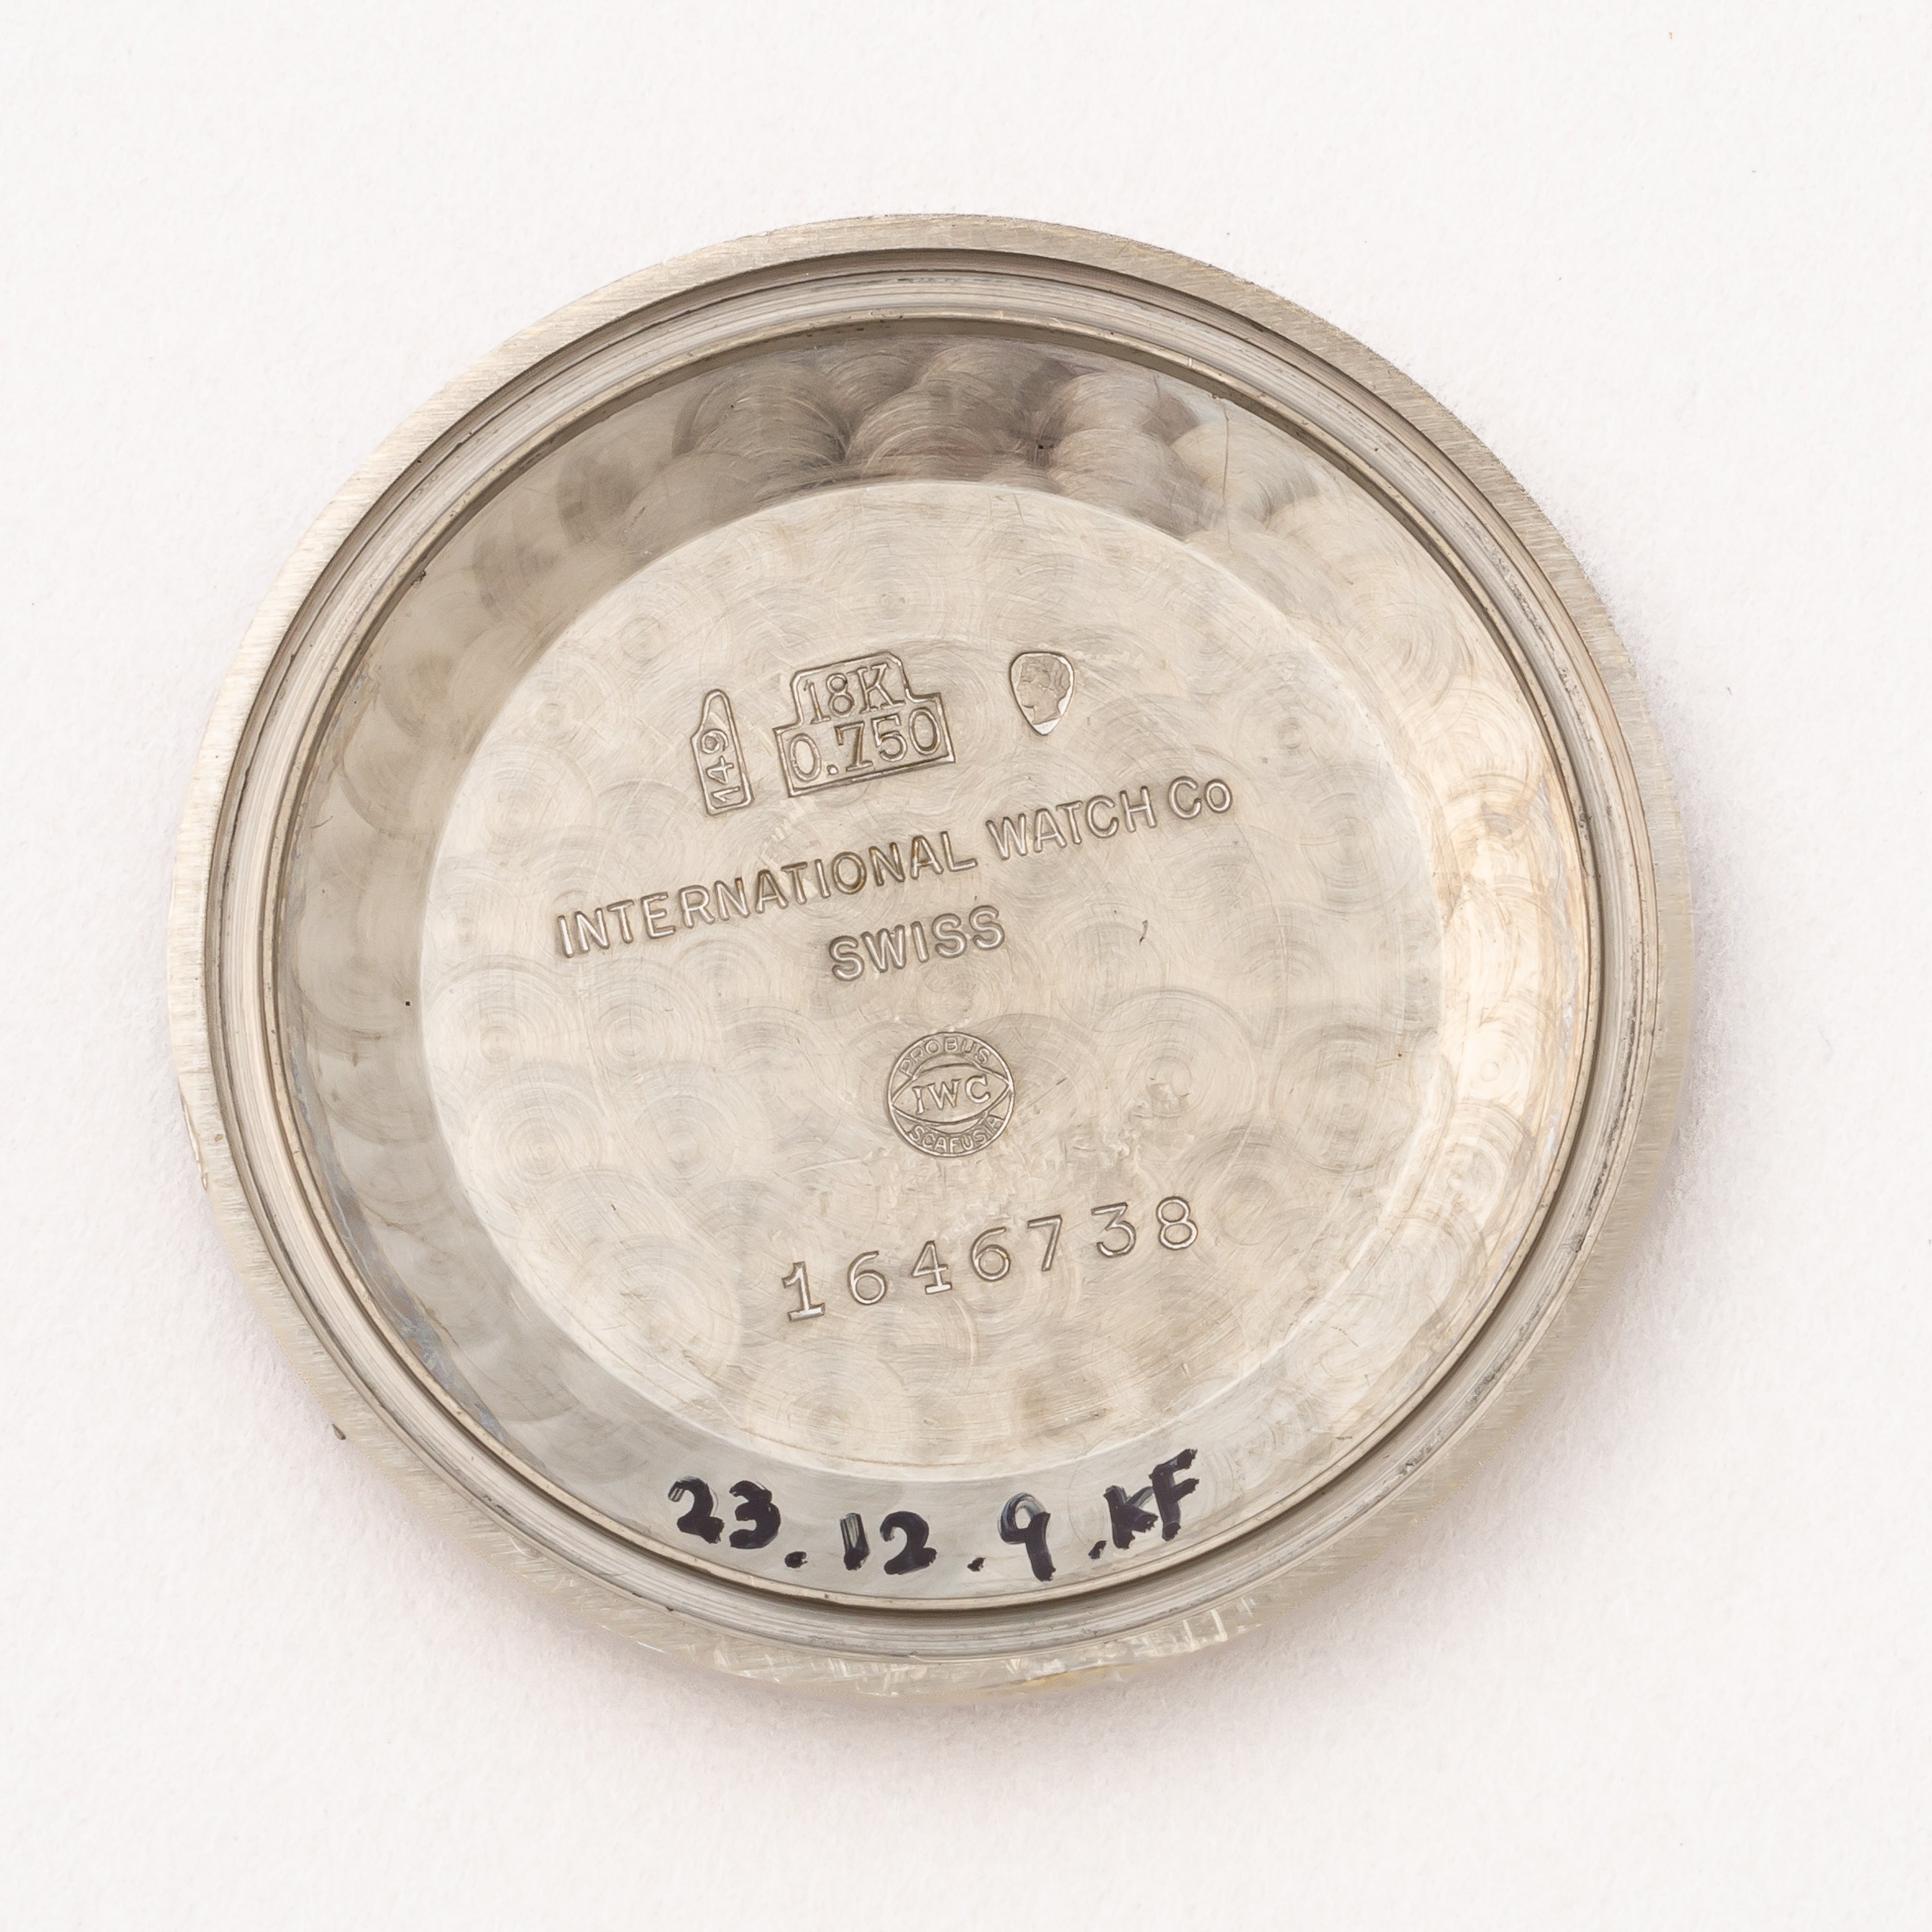 149
18K
0.750
INTERNATIONAL WATCH Co
SWISS
PROBUS
IWC
SCAFUSIA
1646738
23.12.9.KF